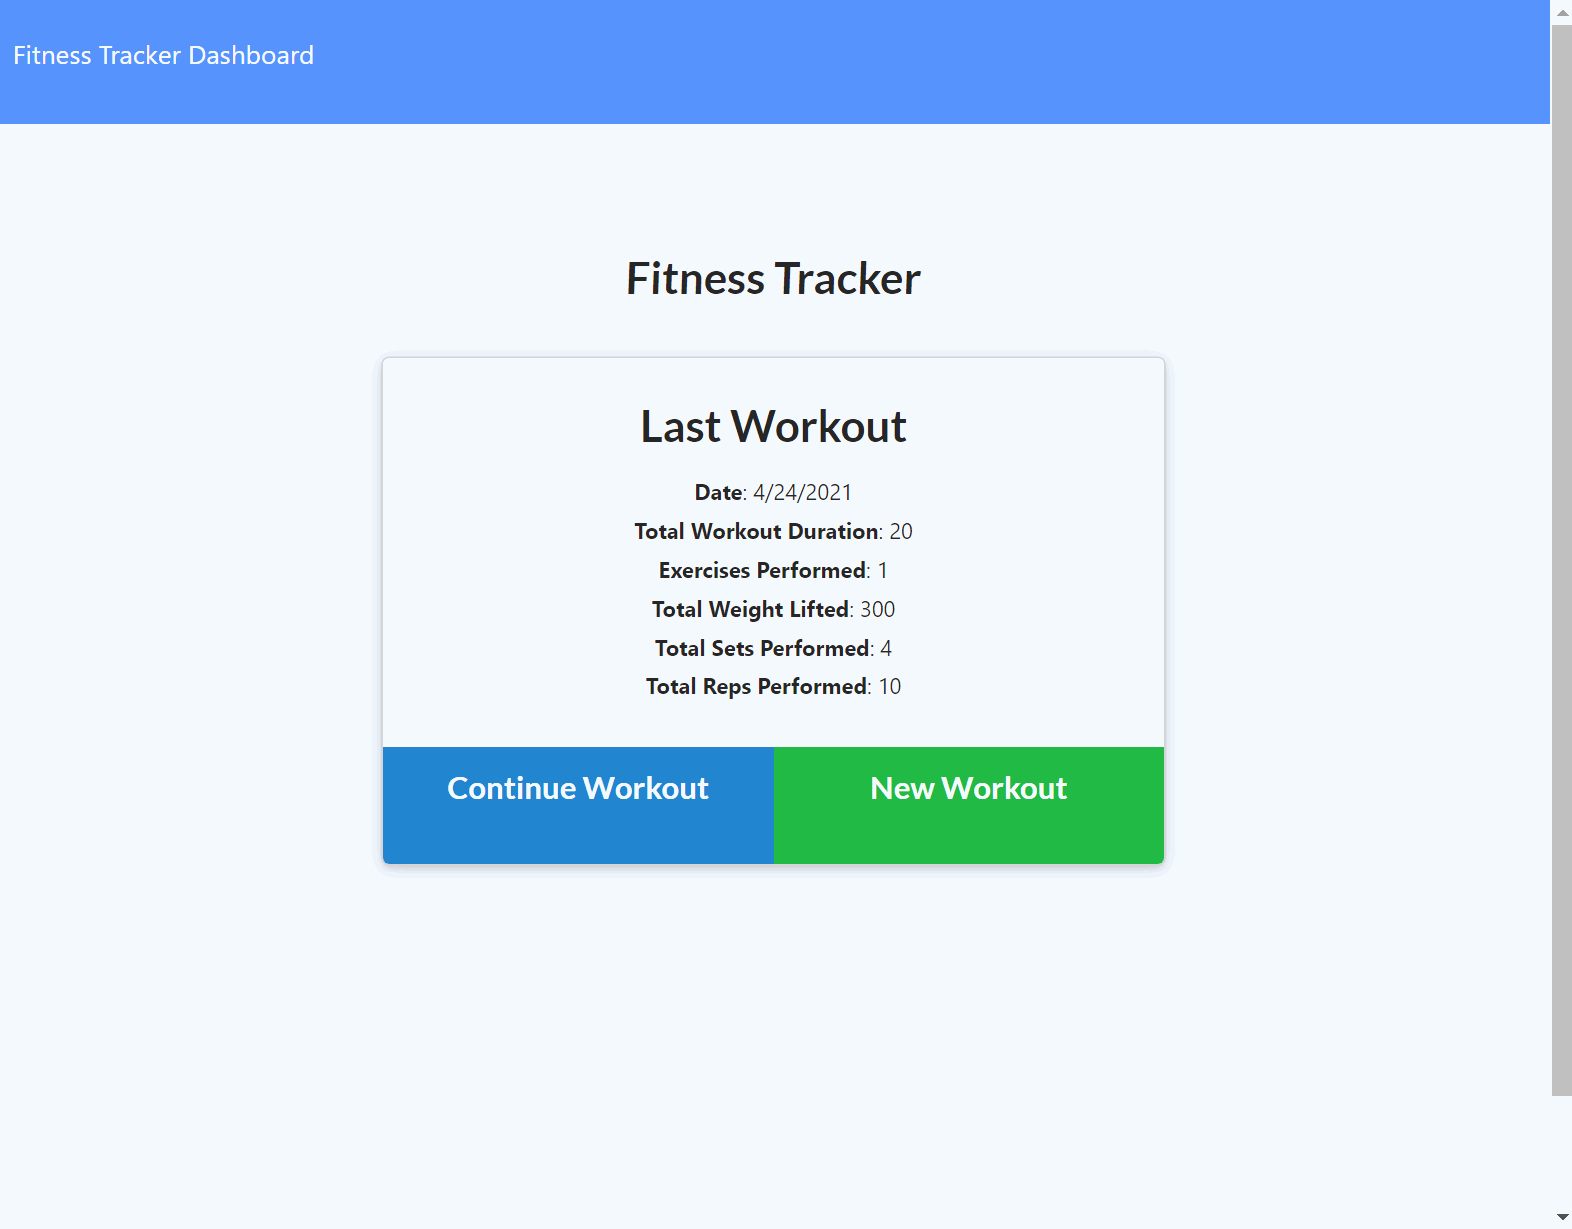 Fitness Tracker Dashboard
Fitness Tracker
Last Workout
Date: 4/24/2021
Total Workout Duration: 20
Exercises Performed: 1
Total Weight Lifted: 300
Total Sets Performed: 4
Total Reps Performed: 10
Continue Workout
New Workout